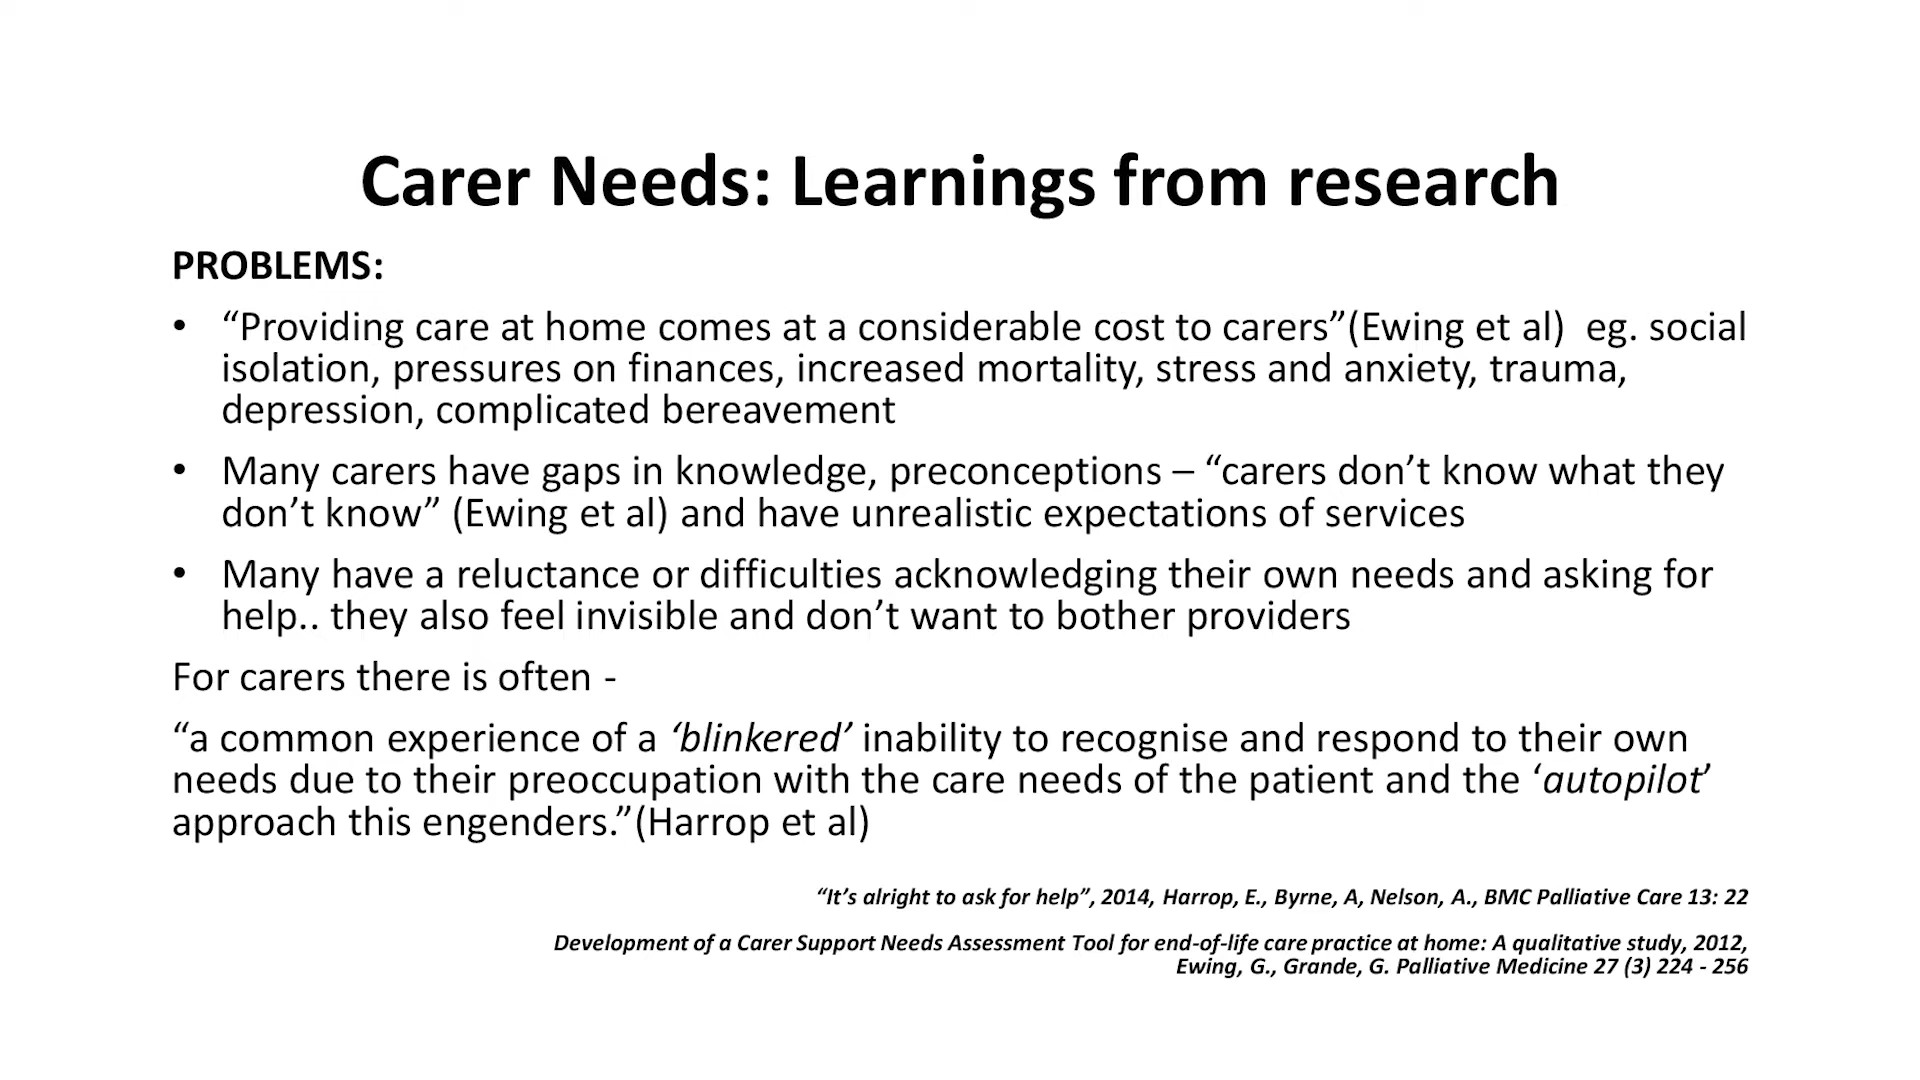 Carer Needs: Learnings from research
PROBLEMS:
• “Providing care at home comes at a considerable cost to carers”(Ewing et al)  eg. social
isolation, pressures on finances, increased mortality, stress and anxiety, trauma,
depression, complicated bereavement
• Many carers have gaps in knowledge, preconceptions – “carers don’t know what they
don’t know” (Ewing et al) and have unrealistic expectations of services
• Many have a reluctance or difficulties acknowledging their own needs and asking for
help.. they also feel invisible and don’t want to bother providers
For carers there is often -
“a common experience of a ‘blinkered’ inability to recognise and respond to their own
needs due to their preoccupation with the care needs of the patient and the ‘autopilot’
approach this engenders.”(Harrop et al)
“It’s alright to ask for help”, 2014, Harrop, E., Byrne, A, Nelson, A., BMC Palliative Care 13: 22
Development of a Carer Support Needs Assessment Tool for end-of-life care practice at home: A qualitative study, 2012,
Ewing, G., Grande, G. Palliative Medicine 27 (3) 224 - 256